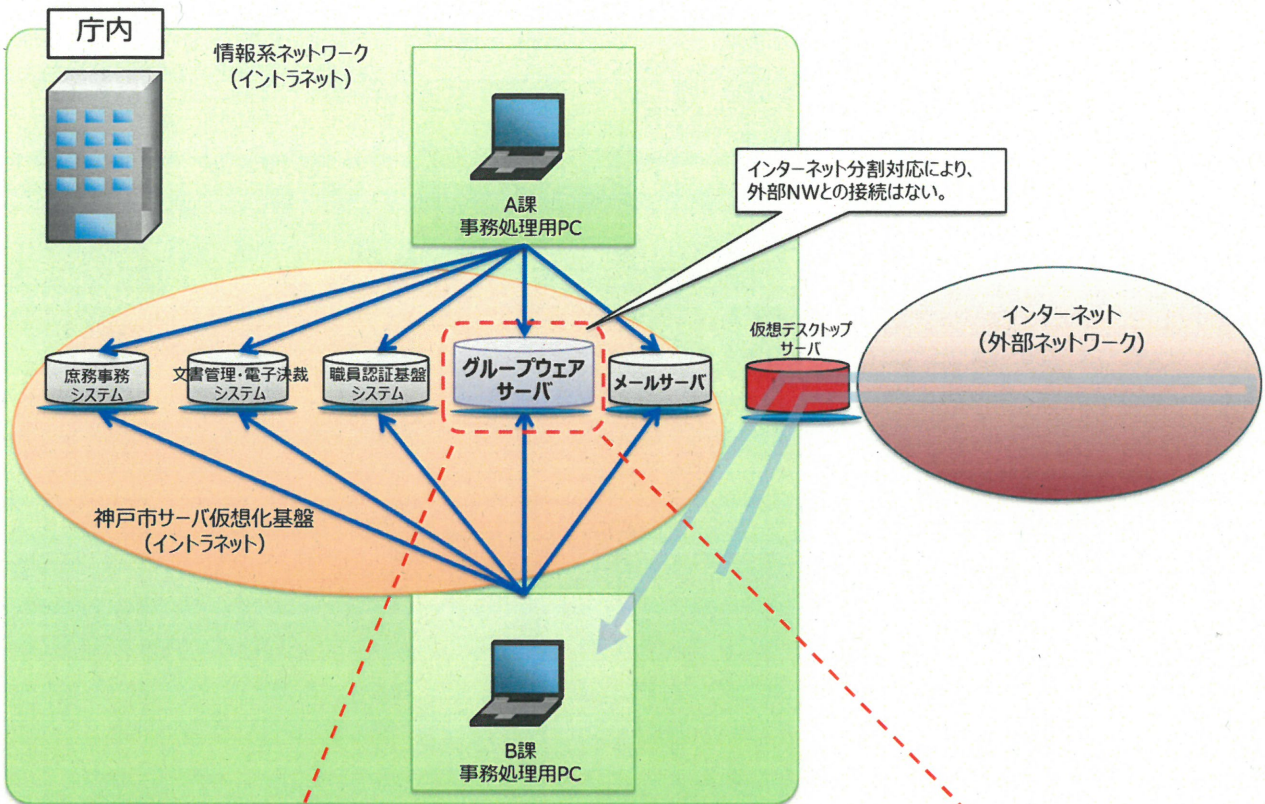 庁内
情報系ネットワーク
（イントラネット）
A課
事務処理用PC
インターネット分割対応により、
外部NWとの接続はない。
インターネット
（外部ネットワーク）
仮想デスクトップ
サーバ
庶務事務
システム
文書管理・電子決裁
システム
職員認証基盤
システム
グループウェア
サーバ
メールサーバ
神戸市サーバ仮想化基盤
（イントラネット）
B課
事務処理用PC